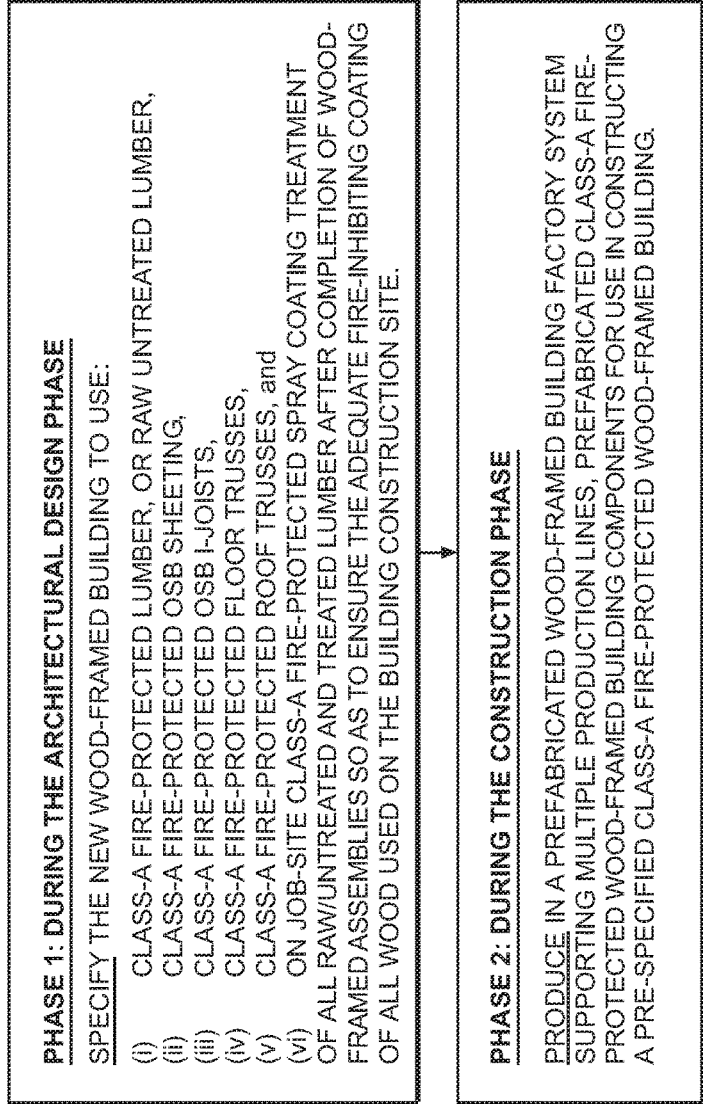 PHASE 1: DURING THE ARCHITECTURAL DESIGN PHASE
SPECIFY THE NEW WOOD-FRAMED BUILDING TO USE:
(i) CLASS-A FIRE-PROTECTED LUMBER, OR RAW UNTREATED LUMBER,
(ii) CLASS-A FIRE-PROTECTED OSB SHEETING,
(iii) CLASS-A FIRE-PROTECTED OSB I-JOISTS,
(iv) CLASS-A FIRE-PROTECTED FLOOR TRUSSES,
(v) CLASS-A FIRE-PROTECTED ROOF TRUSSES, and
(vi) ON JOB-SITE CLASS-A FIRE-PROTECTED SPRAY COATING TREATMENT
OF ALL RAW/UNTREATED AND TREATED LUMBER AFTER COMPLETION OF WOOD-
FRAMED ASSEMBLIES SO AS TO ENSURE THE ADEQUATE FIRE-INHIBITING COATING
OF ALL WOOD USED ON THE BUILDING CONSTRUCTION SITE.
PHASE 2: DURING THE CONSTRUCTION PHASE
PRODUCE IN A PREFABRICATED WOOD-FRAMED BUILDING FACTORY SYSTEM
SUPPORTING MULTIPLE PRODUCTION LINES, PREFABRICATED CLASS-A FIRE-
PROTECTED WOOD-FRAMED BUILDING COMPONENTS FOR USE IN CONSTRUCTING
A PRE-SPECIFIED CLASS-A FIRE-PROTECTED WOOD-FRAMED BUILDING.